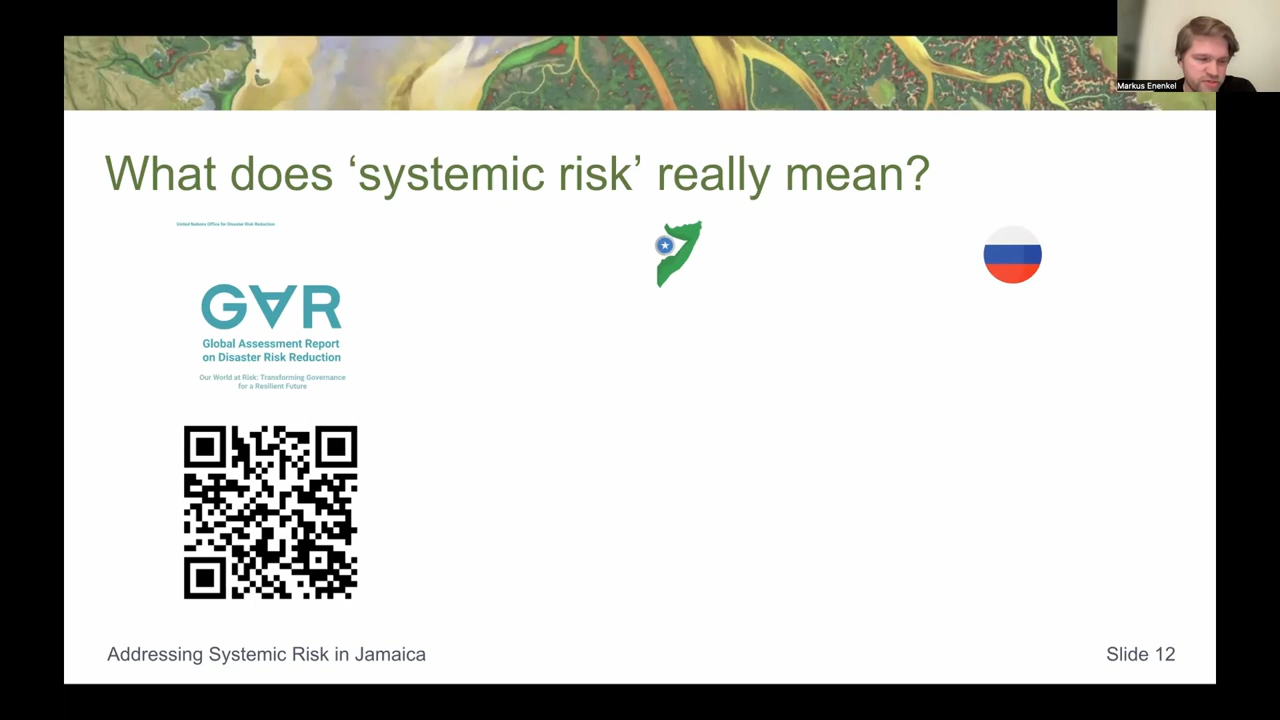 Markus Enenkel
What does ‘systemic risk’ really mean?
United Nations Office for Disaster Risk Reduction
GAR
Global Assessment Report
on Disaster Risk Reduction
Our World at Risk: Transforming Governance
for a Resilient Future
Addressing Systemic Risk in Jamaica
Slide 12